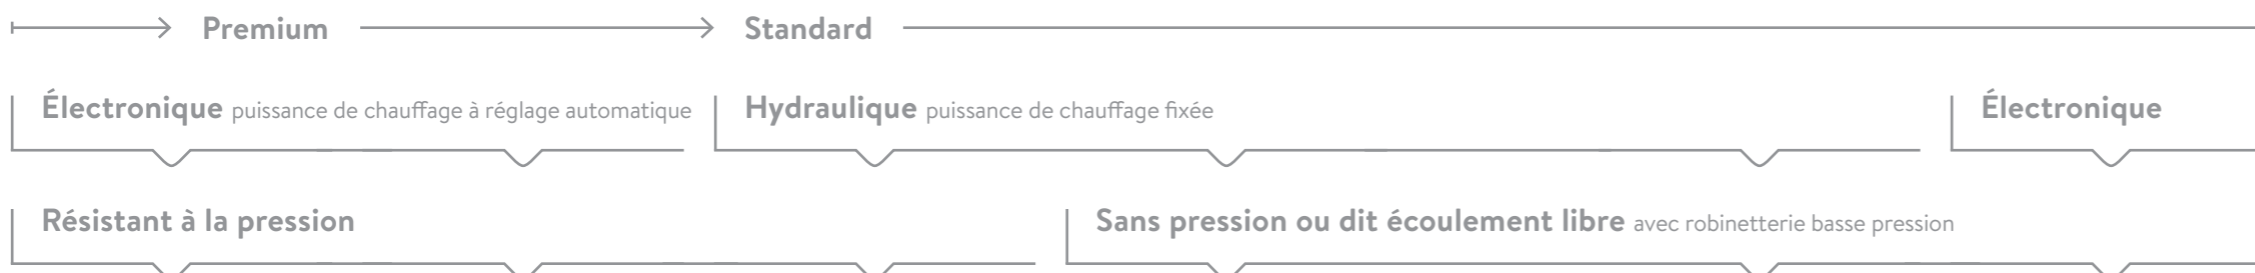 Premium Standard
Électronique puissance de chauffage à réglage automatique Hydraulique puissance de chauffage fixée Électronique
Résistant à la pression Sans pression ou dit écoulement libre avec robinetterie basse pression